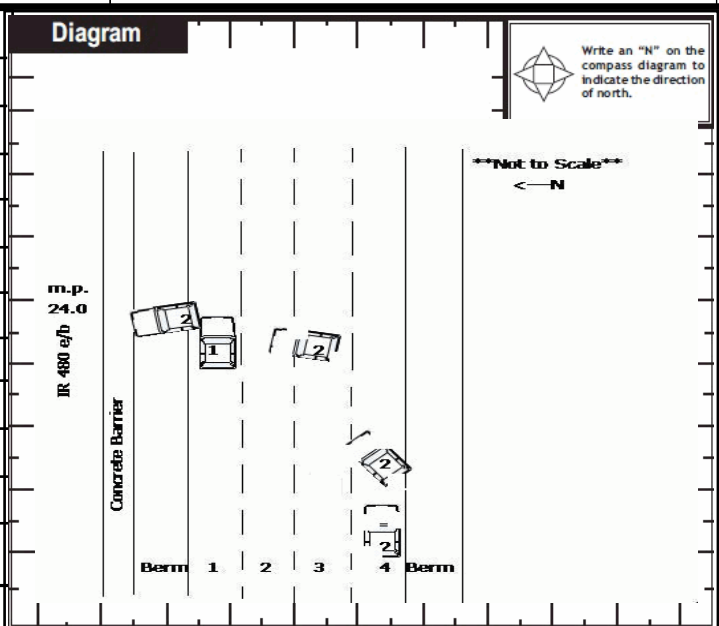 Diagram
Write an “N” on the
compass diagram to
indicate the direction
of north.
**Not to Scale**
<—N
m.p.
24.0
IR 480 e/b
Concrete Barrier
2
1
2
2
2
Berm 1 2 3 4 Berm